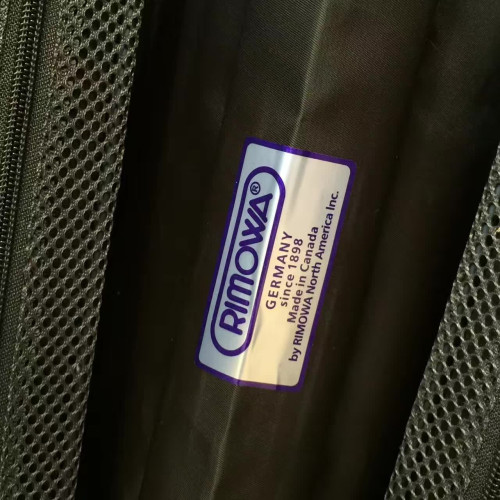 RIMOWA®
GERMANY
since 1898
Made in Canada
by RIMOWA North America Inc.